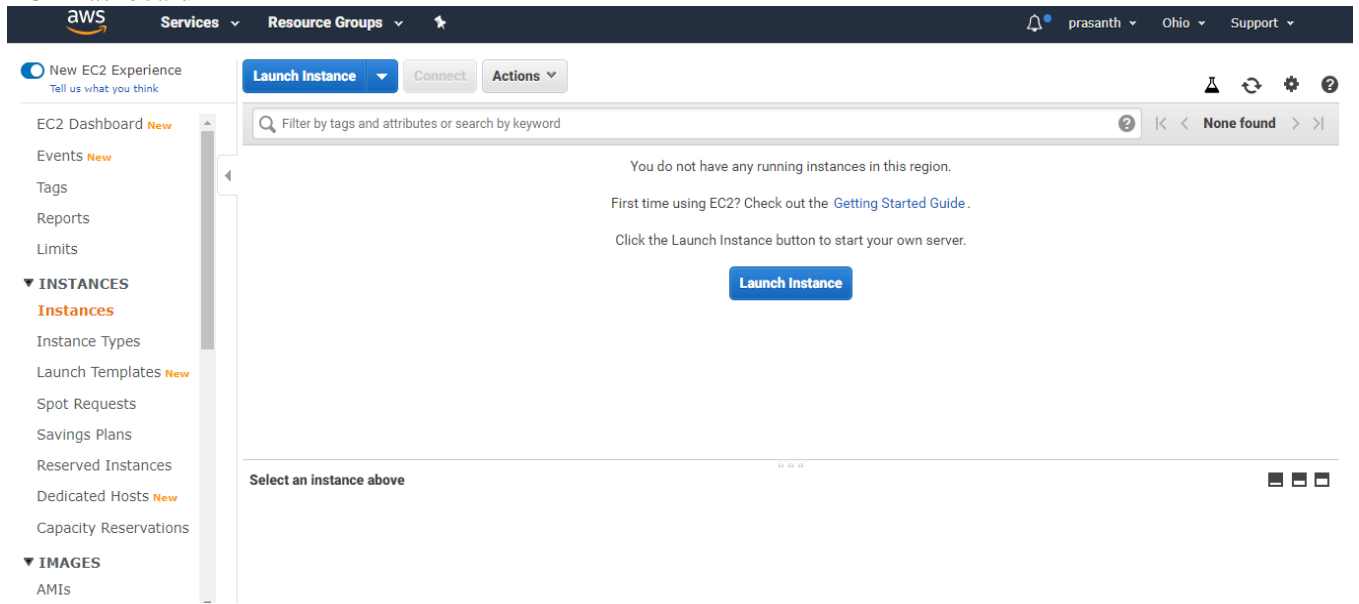 aws Services Resource Groups prasanth Ohio Support
New EC2 Experience
Tell us what you think
EC2 Dashboard New
Events New
Tags
Reports
Limits
INSTANCES
Instances
Instance Types
Launch Templates New
Spot Requests
Savings Plans
Reserved Instances
Dedicated Hosts New
Capacity Reservations
IMAGES
AMIs
Launch Instance Connect Actions
Filter by tags and attributes or search by keyword None found
You do not have any running instances in this region.
First time using EC2? Check out the Getting Started Guide.
Click the Launch Instance button to start your own server.
Launch Instance
Select an instance above